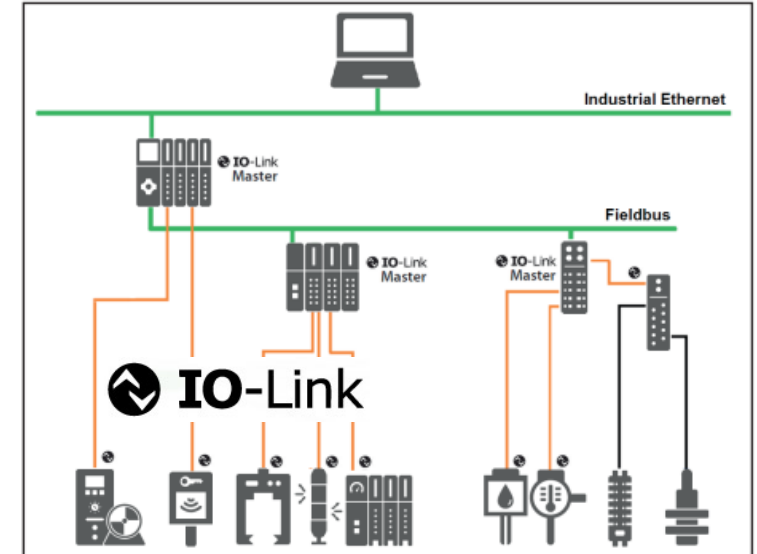 Industrial Ethernet
IO-Link
Master
Fieldbus
IO-Link
Master
IO-Link
Master
IO-Link